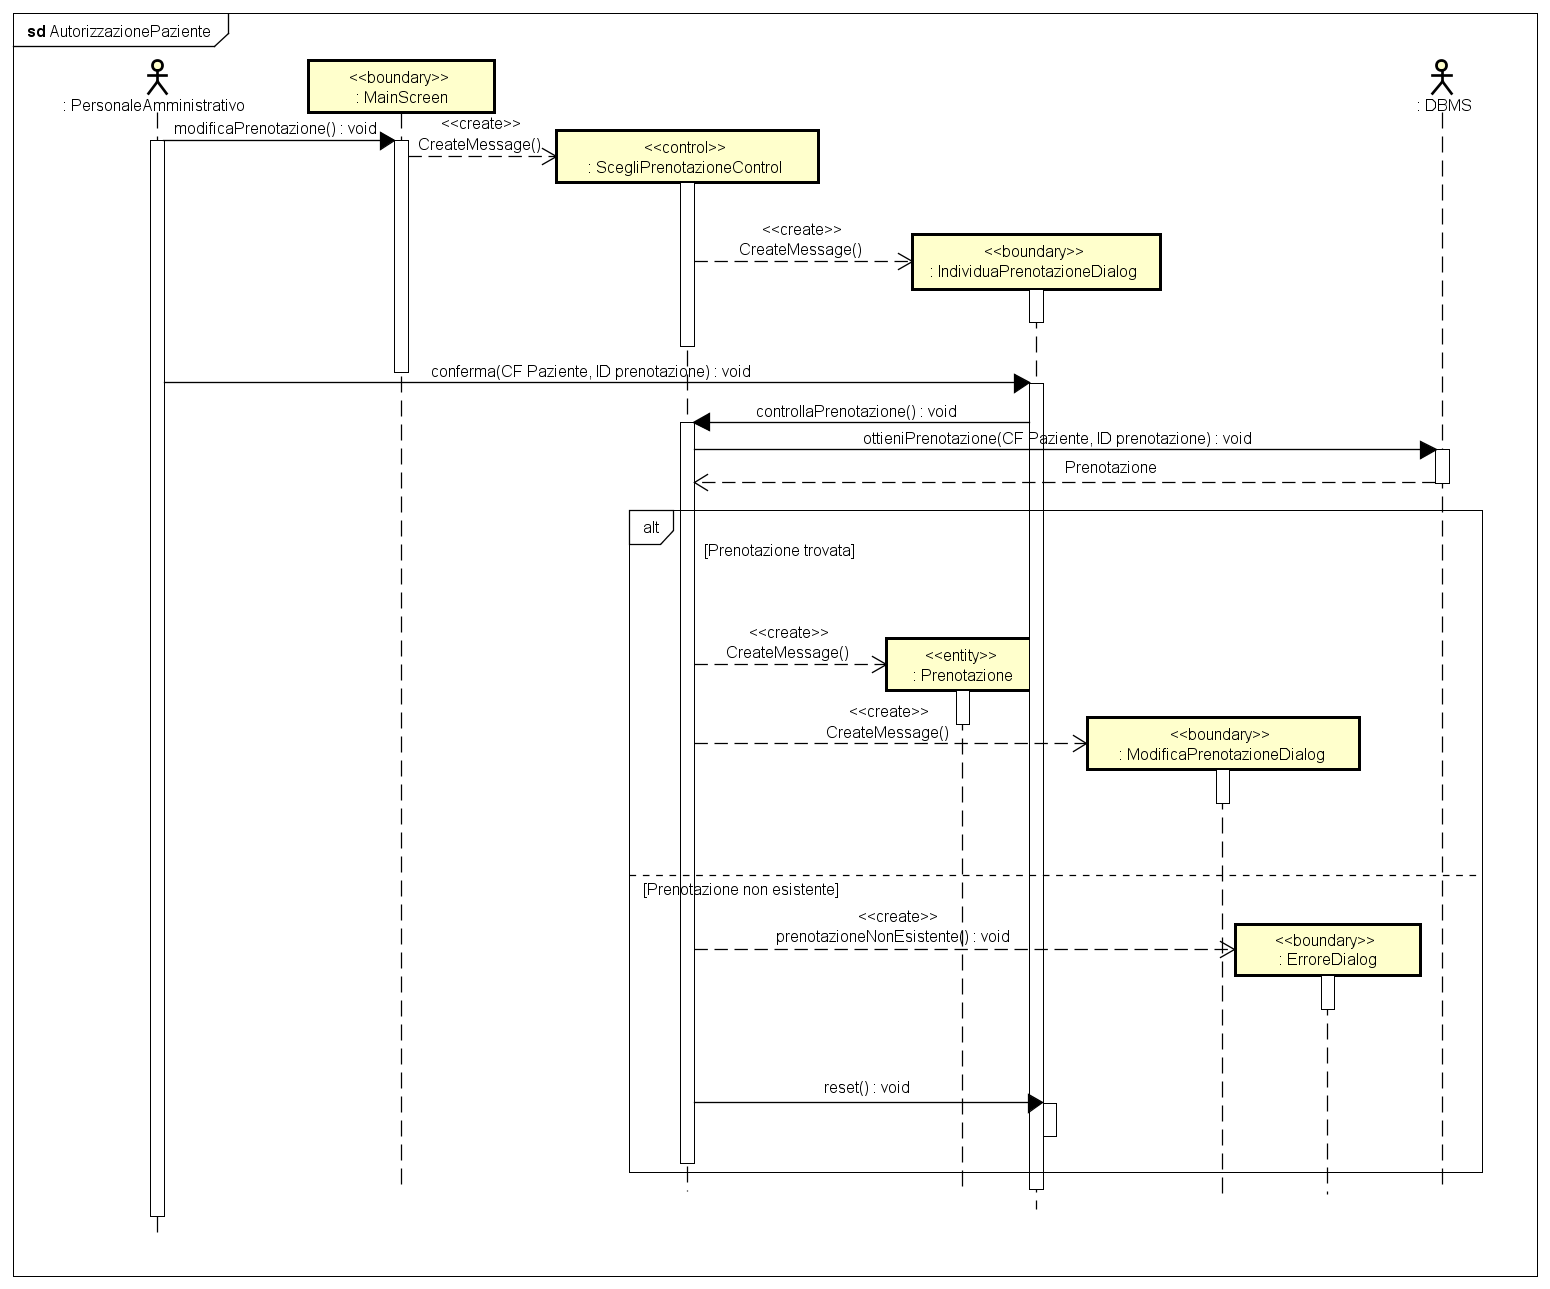 sd AutorizzazionePaziente
: PersonaleAmministrativo
<<boundary>>
: MainScreen
: DBMS
modificaPrenotazione() : void
<<create>>
CreateMessage()
<<control>>
: ScegliPrenotazioneControl
<<create>>
CreateMessage()
<<boundary>>
: IndividuaPrenotazioneDialog
conferma(CF Paziente, ID prenotazione) : void
controllaPrenotazione() : void
ottieniPrenotazione(CF Paziente, ID prenotazione) : void
Prenotazione
alt
[Prenotazione trovata]
<<create>>
CreateMessage()
<<entity>>
: Prenotazione
<<create>>
CreateMessage()
<<boundary>>
: ModificaPrenotazioneDialog
[Prenotazione non esistente]
<<create>>
prenotazioneNonEsistente() : void
<<boundary>>
: ErroreDialog
reset() : void